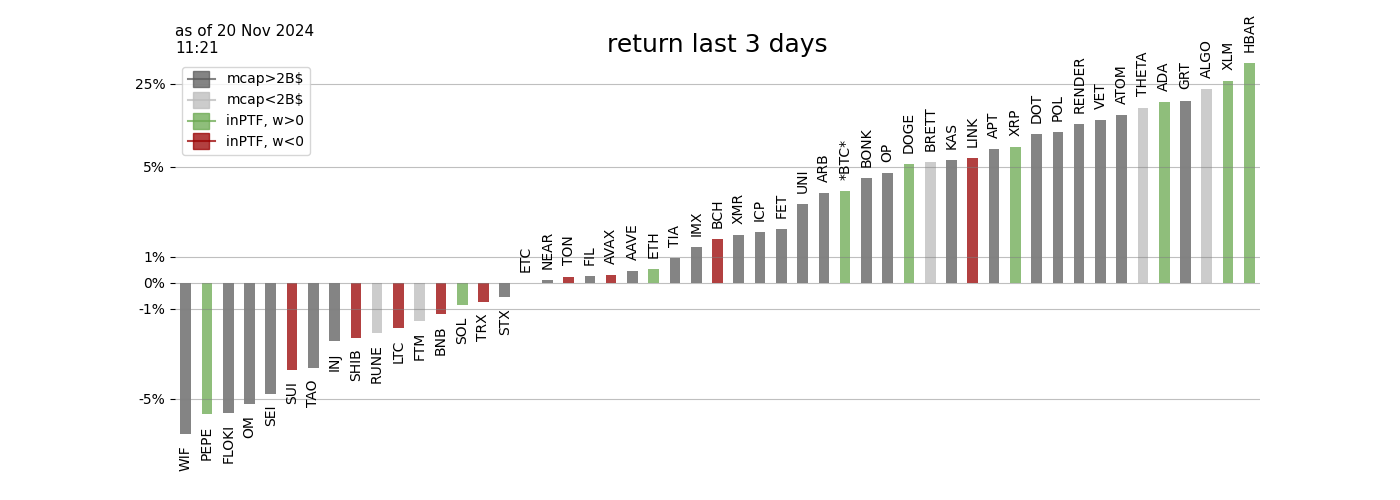 as of 20 Nov 2024
11:21
return last 3 days
mcap>2B$
mcap<2B$
inPTF, w>0
inPTF, w<0
25%
5%
1%
0%
-1%
-5%
WIF
PEPE
FLOKI
OM
SEI
SUI
TAO
INJ
SHIB
RUNE
LTC
FTM
BNB
SOL
TRX
STX
ETC
NEAR
TON
FIL
AVAX
AAVE
ETH
TIA
IMX
BCH
XMR
ICP
FET
UNI
ARB
*BTC*
BONK
OP
DOGE
BRETT
KAS
LINK
APT
XRP
DOT
POL
RENDER
VET
ATOM
THETA
ADA
GRT
ALGO
XLM
HBAR